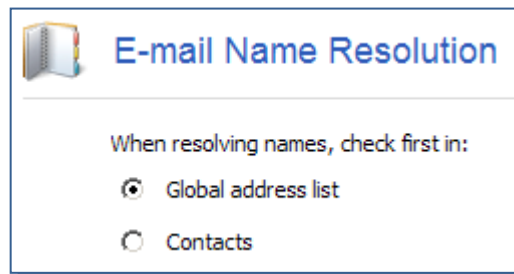 E-mail Name Resolution
When resolving names, check first in:
Global address list
Contacts